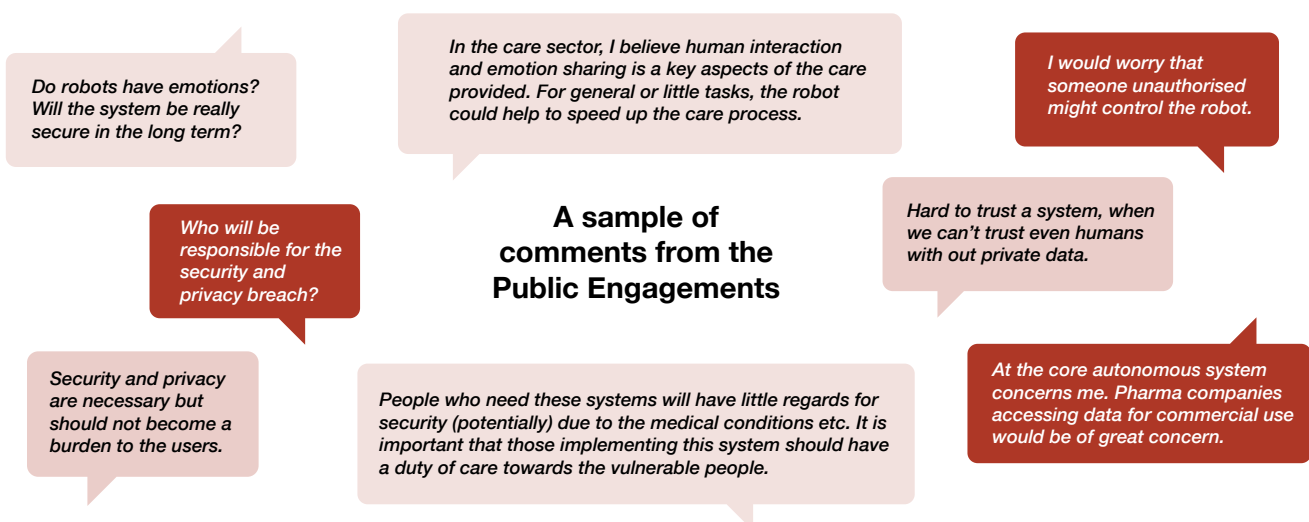 Do robots have emotions?
Will the system be really
secure in the long term?
In the care sector, I believe human interaction
and emotion sharing is a key aspects of the care
provided. For general or little tasks, the robot
could help to speed up the care process.
I would worry that
someone unauthorised
might control the robot.
Who will be
responsible for the
security and
privacy breach?
A sample of
comments from the
Public Engagements
Hard to trust a system, when
we can't trust even humans
with out private data.
Security and privacy
are necessary but
should not become a
burden to the users.
People who need these systems will have little regards for
security (potentially) due to the medical conditions etc. It is
important that those implementing this system should have
a duty of care towards the vulnerable people.
At the core autonomous system
concerns me. Pharma companies
accessing data for commercial use
would be of great concern.